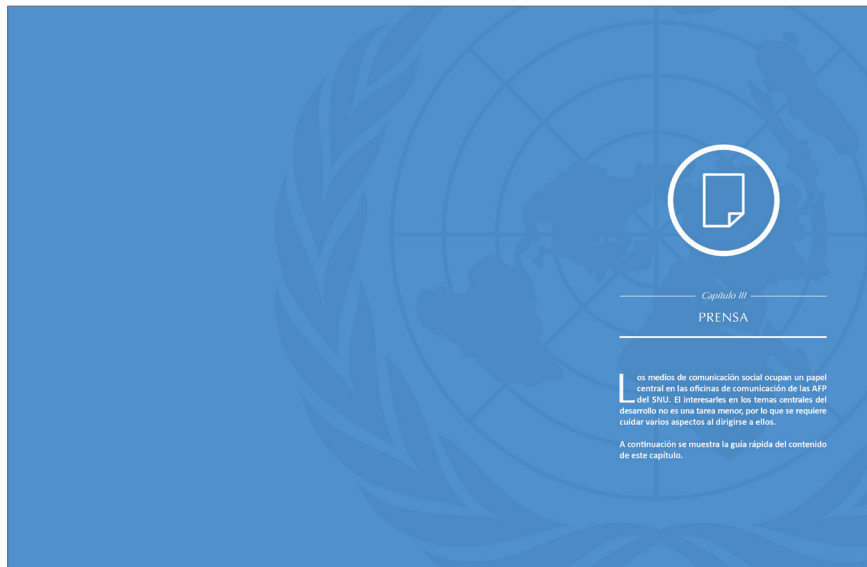 Capítulo III
PRENSA
Los medios de comunicación social ocupan un papel
central en las oficinas de comunicación de las AFP
del SNU. El interesarles en los temas centrales del
desarrollo no es una tarea menor, por lo que se requiere
cuidar varios aspectos al dirigirse a ellos.
A continuación se muestra la guía rápida del contenido
de este capítulo.